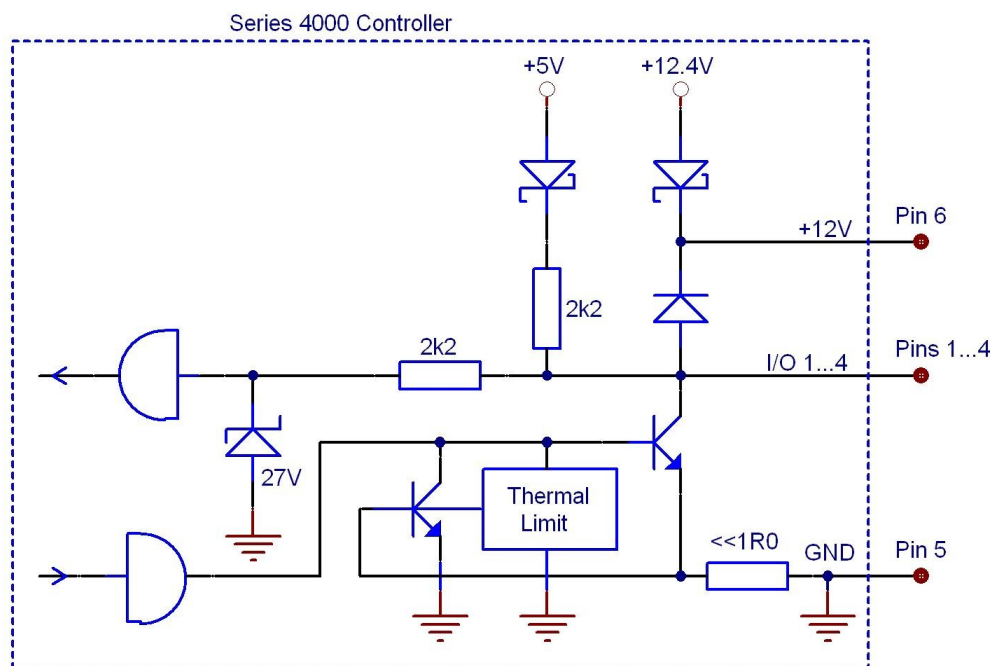 Series 4000 Controller
+5V
+12.4V
Pin 6
+12V
2k2
2k2
Pins 1...4
I/O 1...4
27V
Thermal
Limit
<<1R0
GND
Pin 5